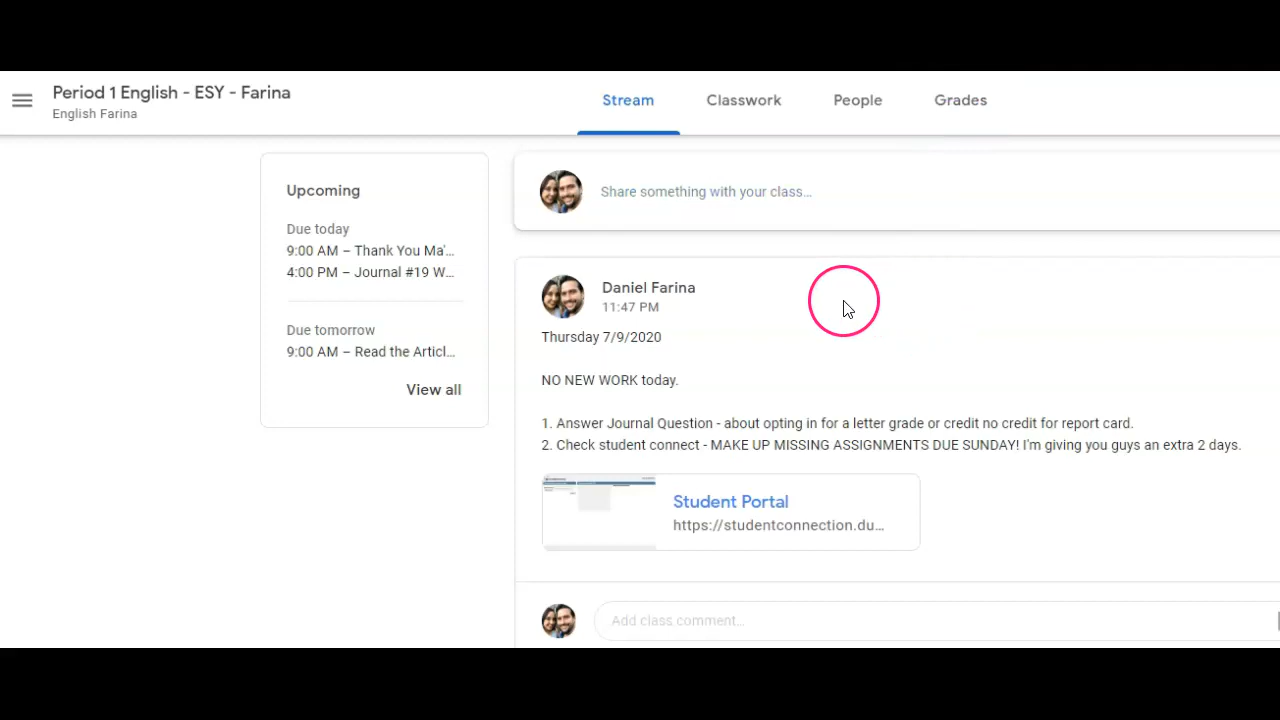 Period 1 English - ESY - Farina
English Farina
Stream
Classwork
People
Grades
Upcoming
Due today
9:00 AM – Thank You Ma'...
4:00 PM – Journal #19 W...
Due tomorrow
9:00 AM – Read the Articl...
View all
Share something with your class...
Daniel Farina
11:47 PM
Thursday 7/9/2020
NO NEW WORK today.
1. Answer Journal Question - about opting in for a letter grade or credit no credit for report card.
2. Check student connect - MAKE UP MISSING ASSIGNMENTS DUE SUNDAY! I'm giving you guys an extra 2 days.
Student Portal
https://studentconnection.du...
Add class comment...